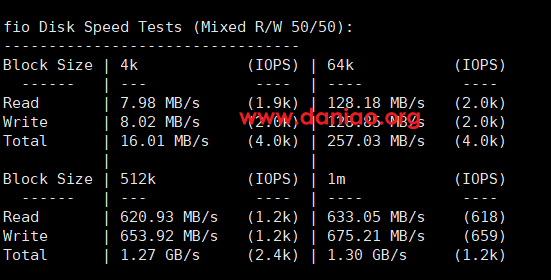 fio Disk Speed Tests (Mixed R/W 50/50):
---------------------------------
Block Size | 4k            (IOPS) | 64k           (IOPS)
  ------   | ---            ----  | ----           ----
Read       | 7.98 MB/s     (1.9k) | 128.18 MB/s   (2.0k)
Write      | 8.02 MB/s     (2.0k) | 128.85 MB/s   (2.0k)
Total      | 16.01 MB/s    (4.0k) | 257.03 MB/s   (4.0k)
           |                      |
Block Size | 512k          (IOPS) | 1m            (IOPS)
  ------   | ---            ----  | ----           ----
Read       | 620.93 MB/s   (1.2k) | 633.05 MB/s    (618)
Write      | 653.92 MB/s   (1.2k) | 675.21 MB/s    (659)
Total      | 1.27 GB/s     (2.4k) | 1.30 GB/s     (1.2k)
www.daniao.org